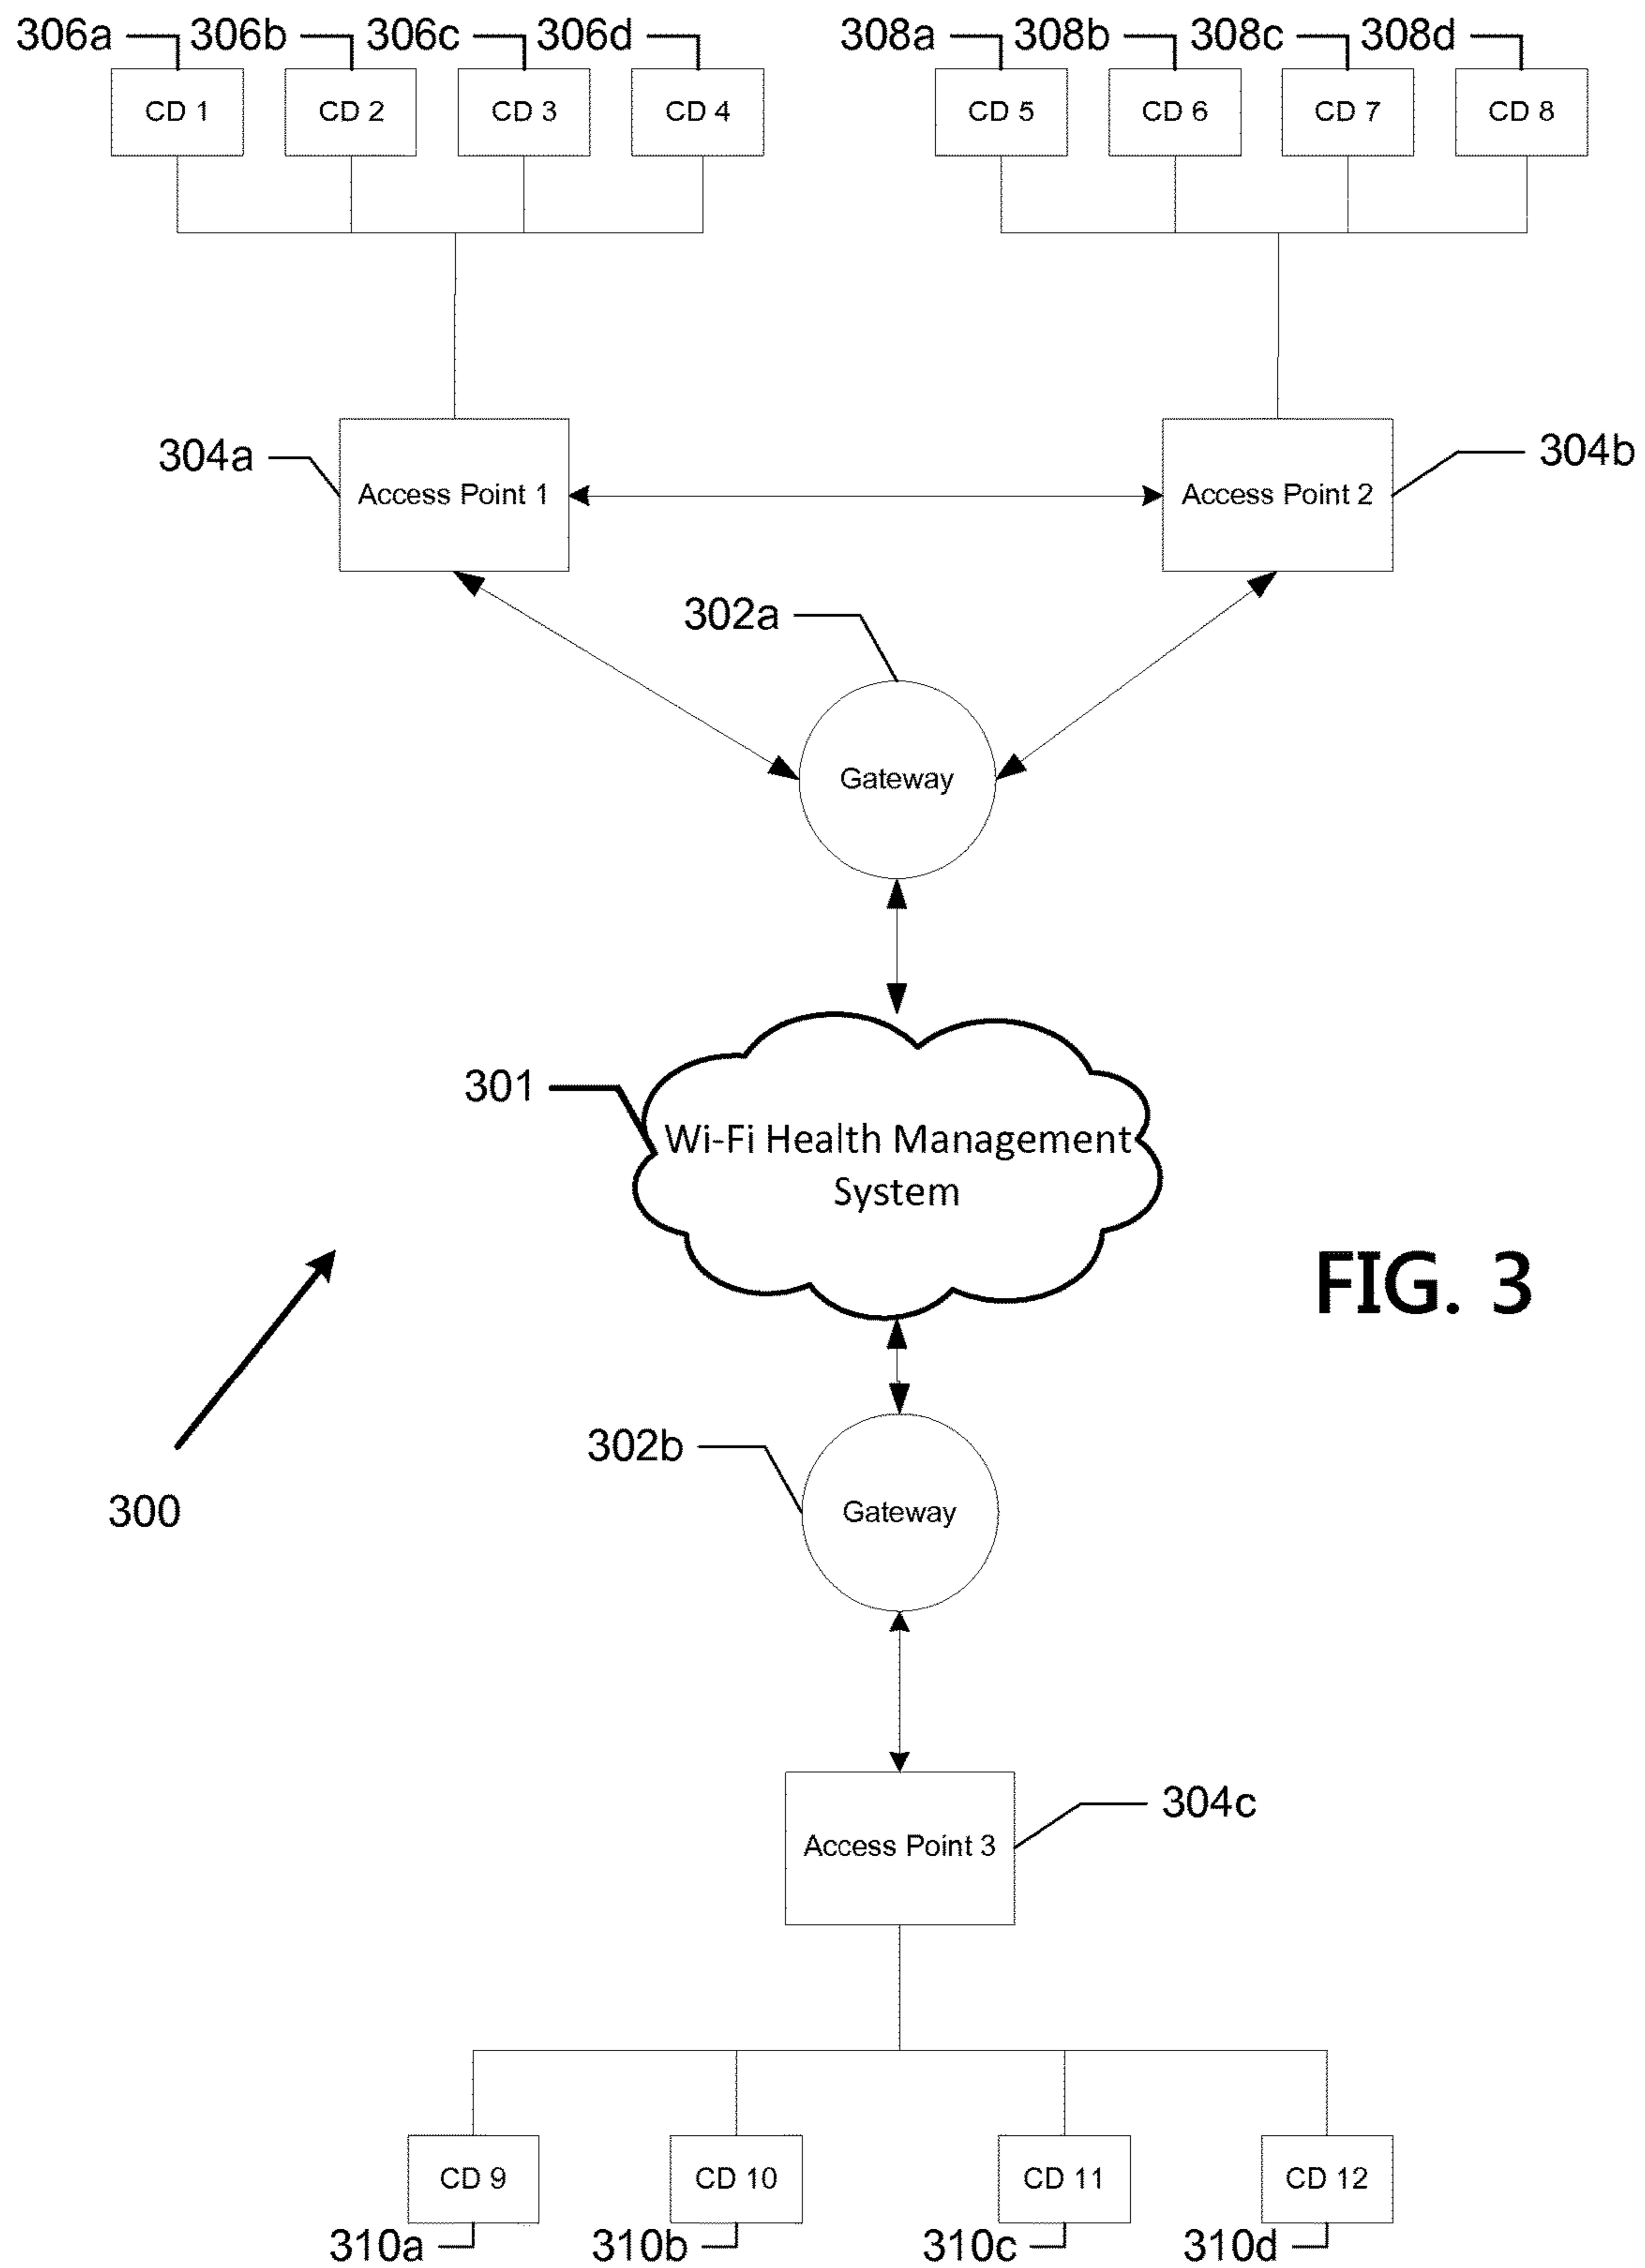 306a 306b 306c 306d 308a 308b 308c 308d
CD 1 CD 2 CD 3 CD 4 CD 5 CD 6 CD 7 CD 8
304a Access Point 1 Access Point 2 304b
302a
Gateway
301
Wi-Fi Health Management
System
FIG. 3
302b
300
Gateway
304c
Access Point 3
CD 9 CD 10 CD 11 CD 12
310a 310b 310c 310d